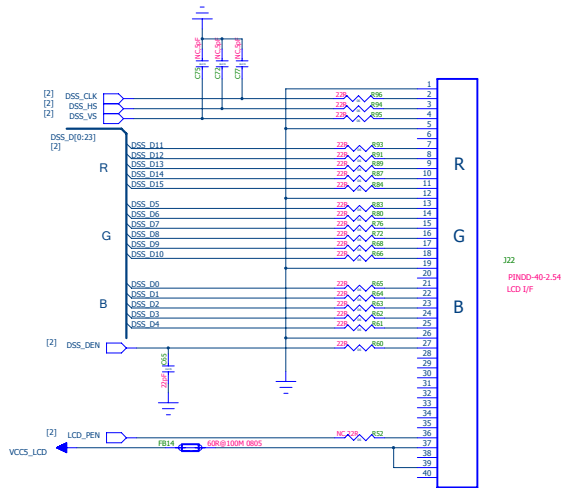 NC,5pF NC,5pF NC,5pF
C75 C72 C77
[2] DSS_CLK 22R R96
[2] DSS_HS 22R R94
[2] DSS_VS 22R R95
DSS_D[0:23]
[2]
R
DSS_D11 22R R93
DSS_D12 22R R91
DSS_D13 22R R89
DSS_D14 22R R87
DSS_D15 22R R84
G
DSS_D5 22R R83
DSS_D6 22R R80
DSS_D7 22R R76
DSS_D8 22R R72
DSS_D9 22R R68
DSS_D10 22R R66
B
DSS_D0 22R R65
DSS_D1 22R R64
DSS_D2 22R R63
DSS_D3 22R R62
DSS_D4 22R R61
[2] DSS_DEN 22R R60
C65
22pF
[2] LCD_PEN NC,22R R52
VCC5_LCD FB14 60R@100M 0805
1
2
3
4
5
6
7
8
9
10
11
12
13
14
15
16
17
18
19
20
21
22
23
24
25
26
27
28
29
30
31
32
33
34
35
36
37
38
39
40
R
G
B
J22
PINDD-40-2.54
LCD I/F